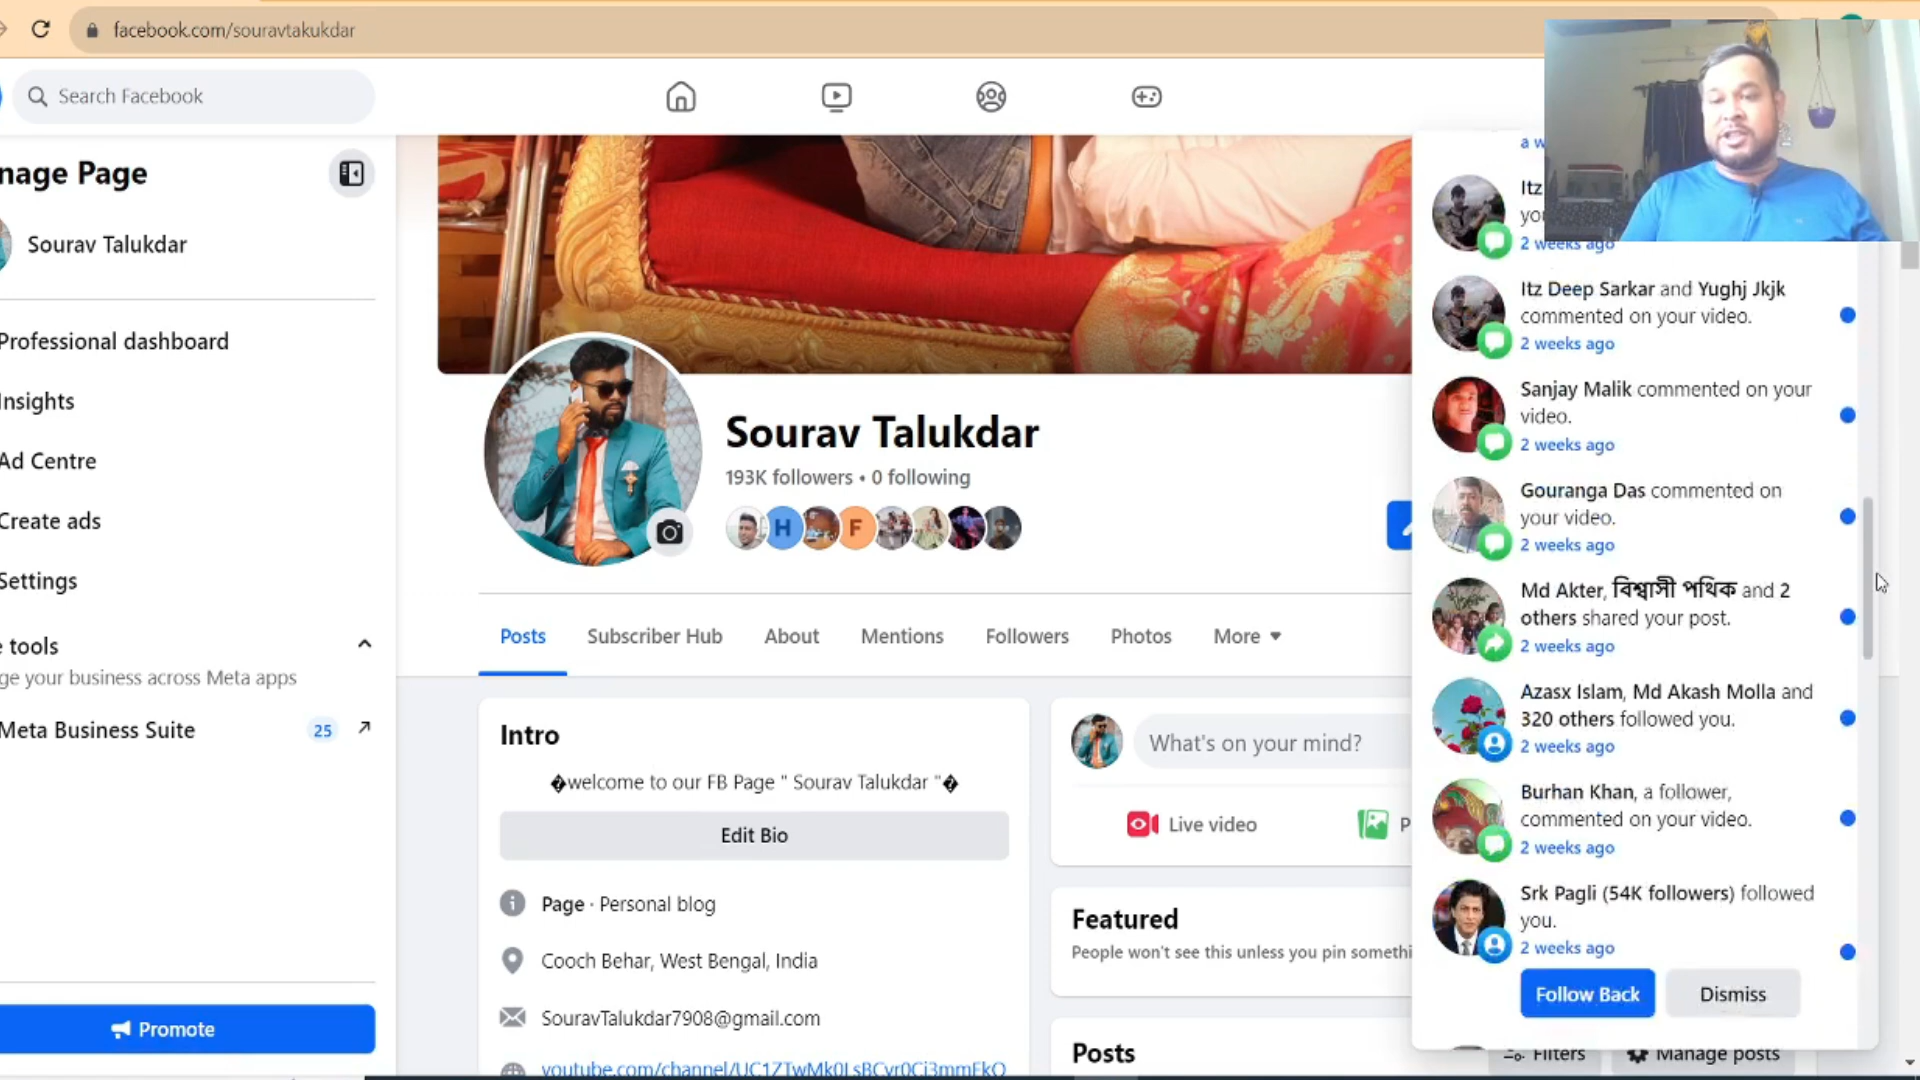 facebook.com/souravtakukdar
Search Facebook
nage Page
Sourav Talukdar
Professional dashboard
Insights
Ad Centre
Create ads
Settings
e tools
ge your business across Meta apps
Meta Business Suite 25
Promote
Sourav Talukdar
193K followers • 0 following
H F
Posts Subscriber Hub About Mentions Followers Photos More
Intro
�welcome to our FB Page " Sourav Talukdar "�
Edit Bio
Page · Personal blog
Cooch Behar, West Bengal, India
SouravTalukdar7908@gmail.com
What's on your mind?
Live video P
Featured
People won't see this unless you pin somethi
Posts
Filters Manage posts
a w
Itz
you
2 weeks ago
Itz Deep Sarkar and Yughj Jkjk
commented on your video.
2 weeks ago
Sanjay Malik commented on your
video.
2 weeks ago
Gouranga Das commented on
your video.
2 weeks ago
Md Akter, বিশ্বাসী পথিক and 2
others shared your post.
2 weeks ago
Azasx Islam, Md Akash Molla and
320 others followed you.
2 weeks ago
Burhan Khan, a follower,
commented on your video.
2 weeks ago
Srk Pagli (54K followers) followed
you.
2 weeks ago
Follow Back Dismiss